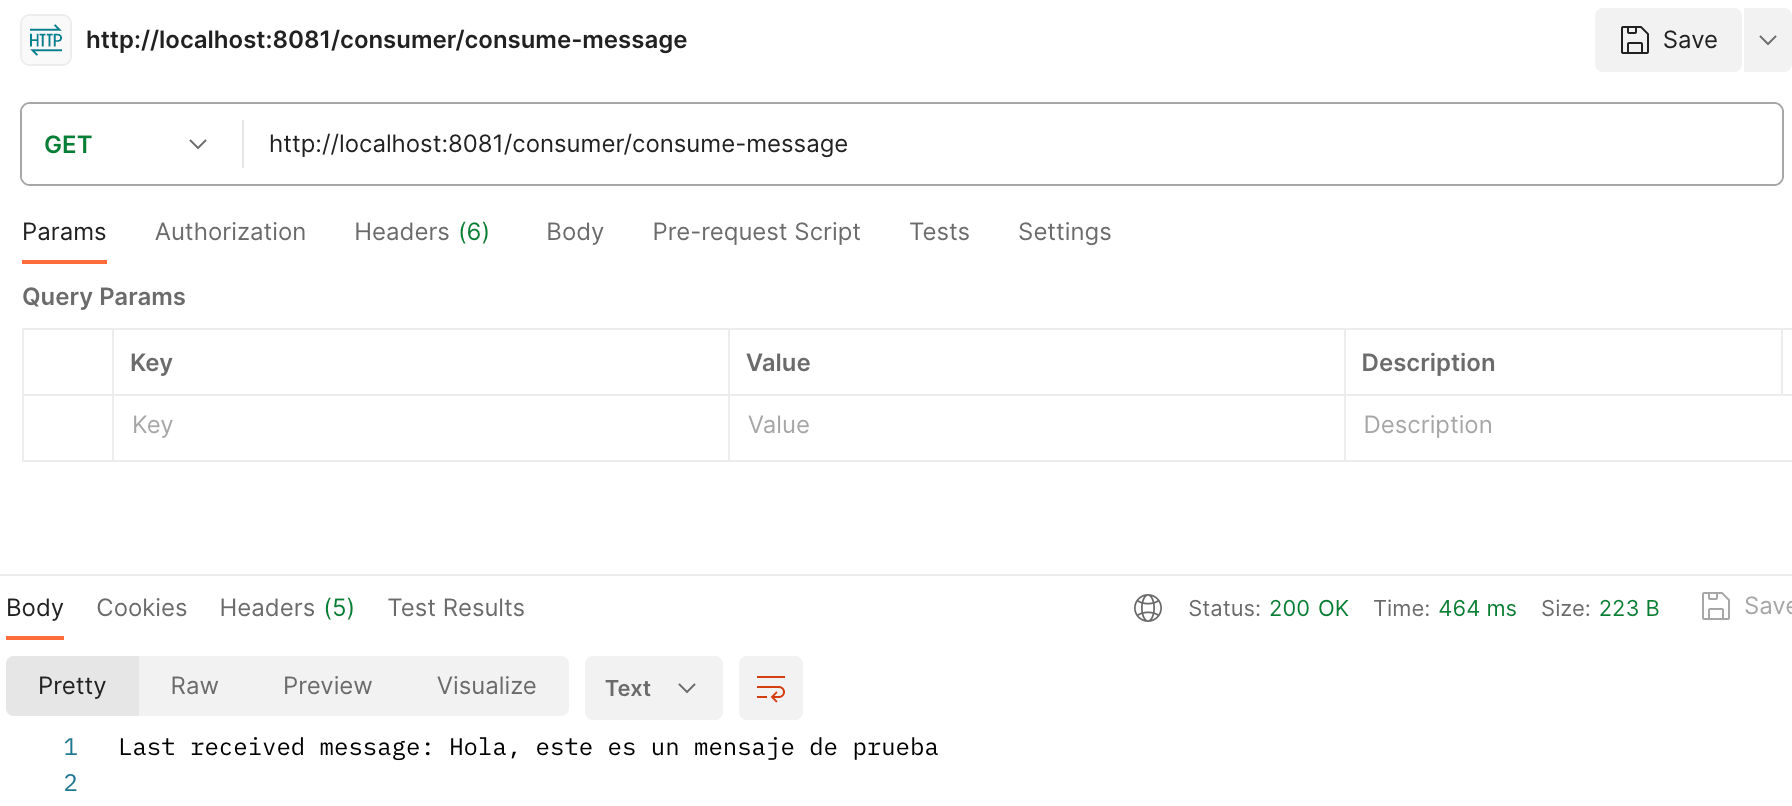 HTTP http://localhost:8081/consumer/consume-message Save
GET http://localhost:8081/consumer/consume-message
Params Authorization Headers (6) Body Pre-request Script Tests Settings
Query Params
Key Value Description
Key Value Description
Body Cookies Headers (5) Test Results Status: 200 OK Time: 464 ms Size: 223 B Save
Pretty Raw Preview Visualize Text
1 Last received message: Hola, este es un mensaje de prueba
2